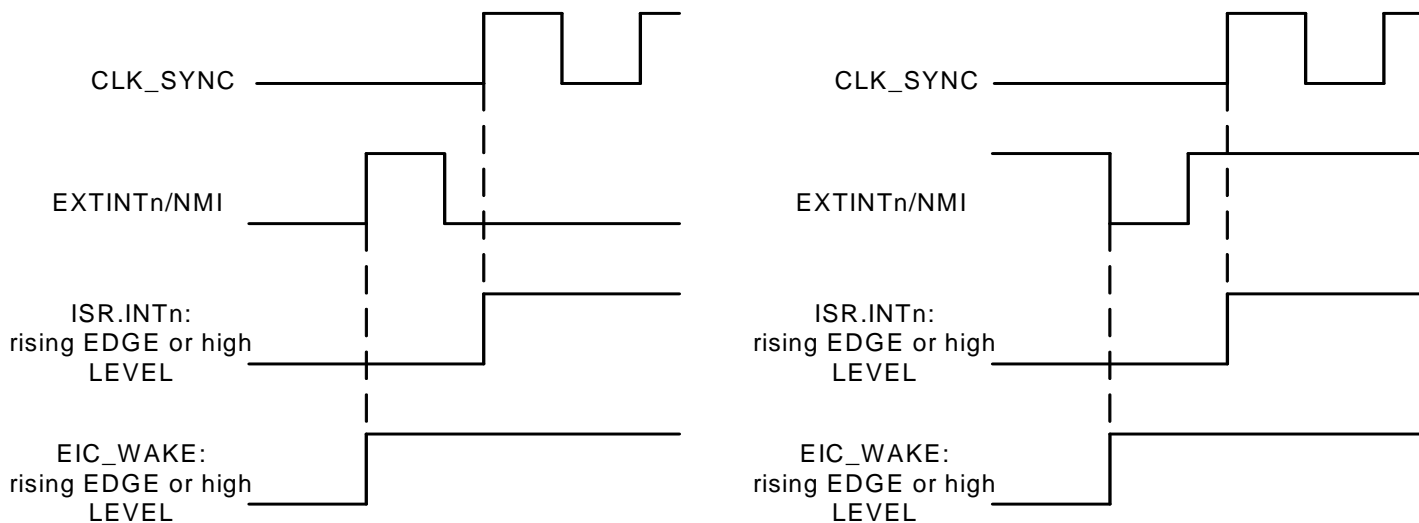 CLK_SYNC
EXTINTn/NMI
ISR.INTn:
rising EDGE or high
LEVEL
EIC_WAKE:
rising EDGE or high
LEVEL
CLK_SYNC
EXTINTn/NMI
ISR.INTn:
rising EDGE or high
LEVEL
EIC_WAKE:
rising EDGE or high
LEVEL